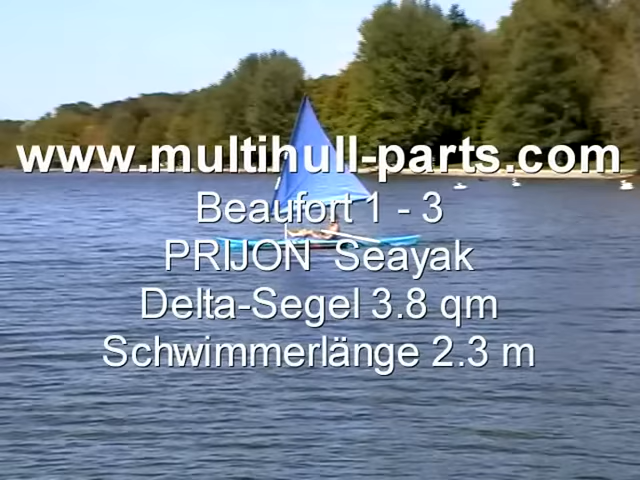 www.multihull-parts.com
Beaufort 1 - 3
PRIJON Seayak
Delta-Segel 3.8 qm
Schwimmerlänge 2.3 m